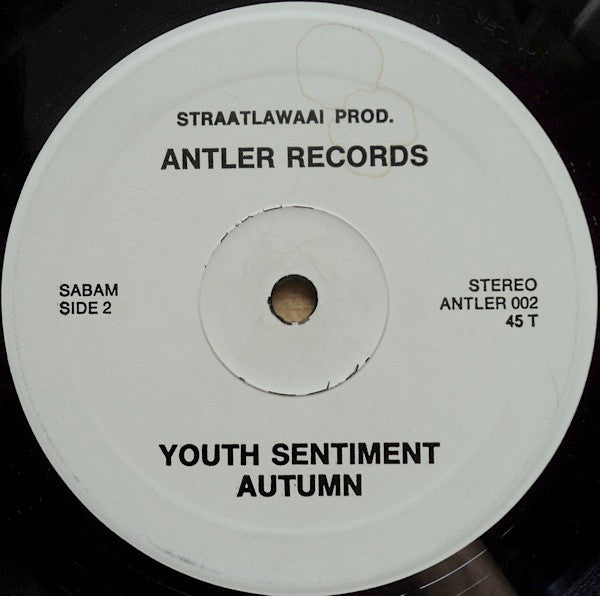 STRAATLAWAAI PROD.
ANTLER RECORDS
SABAM
SIDE 2
STEREO
ANTLER 002
45 T
YOUTH SENTIMENT
AUTUMN